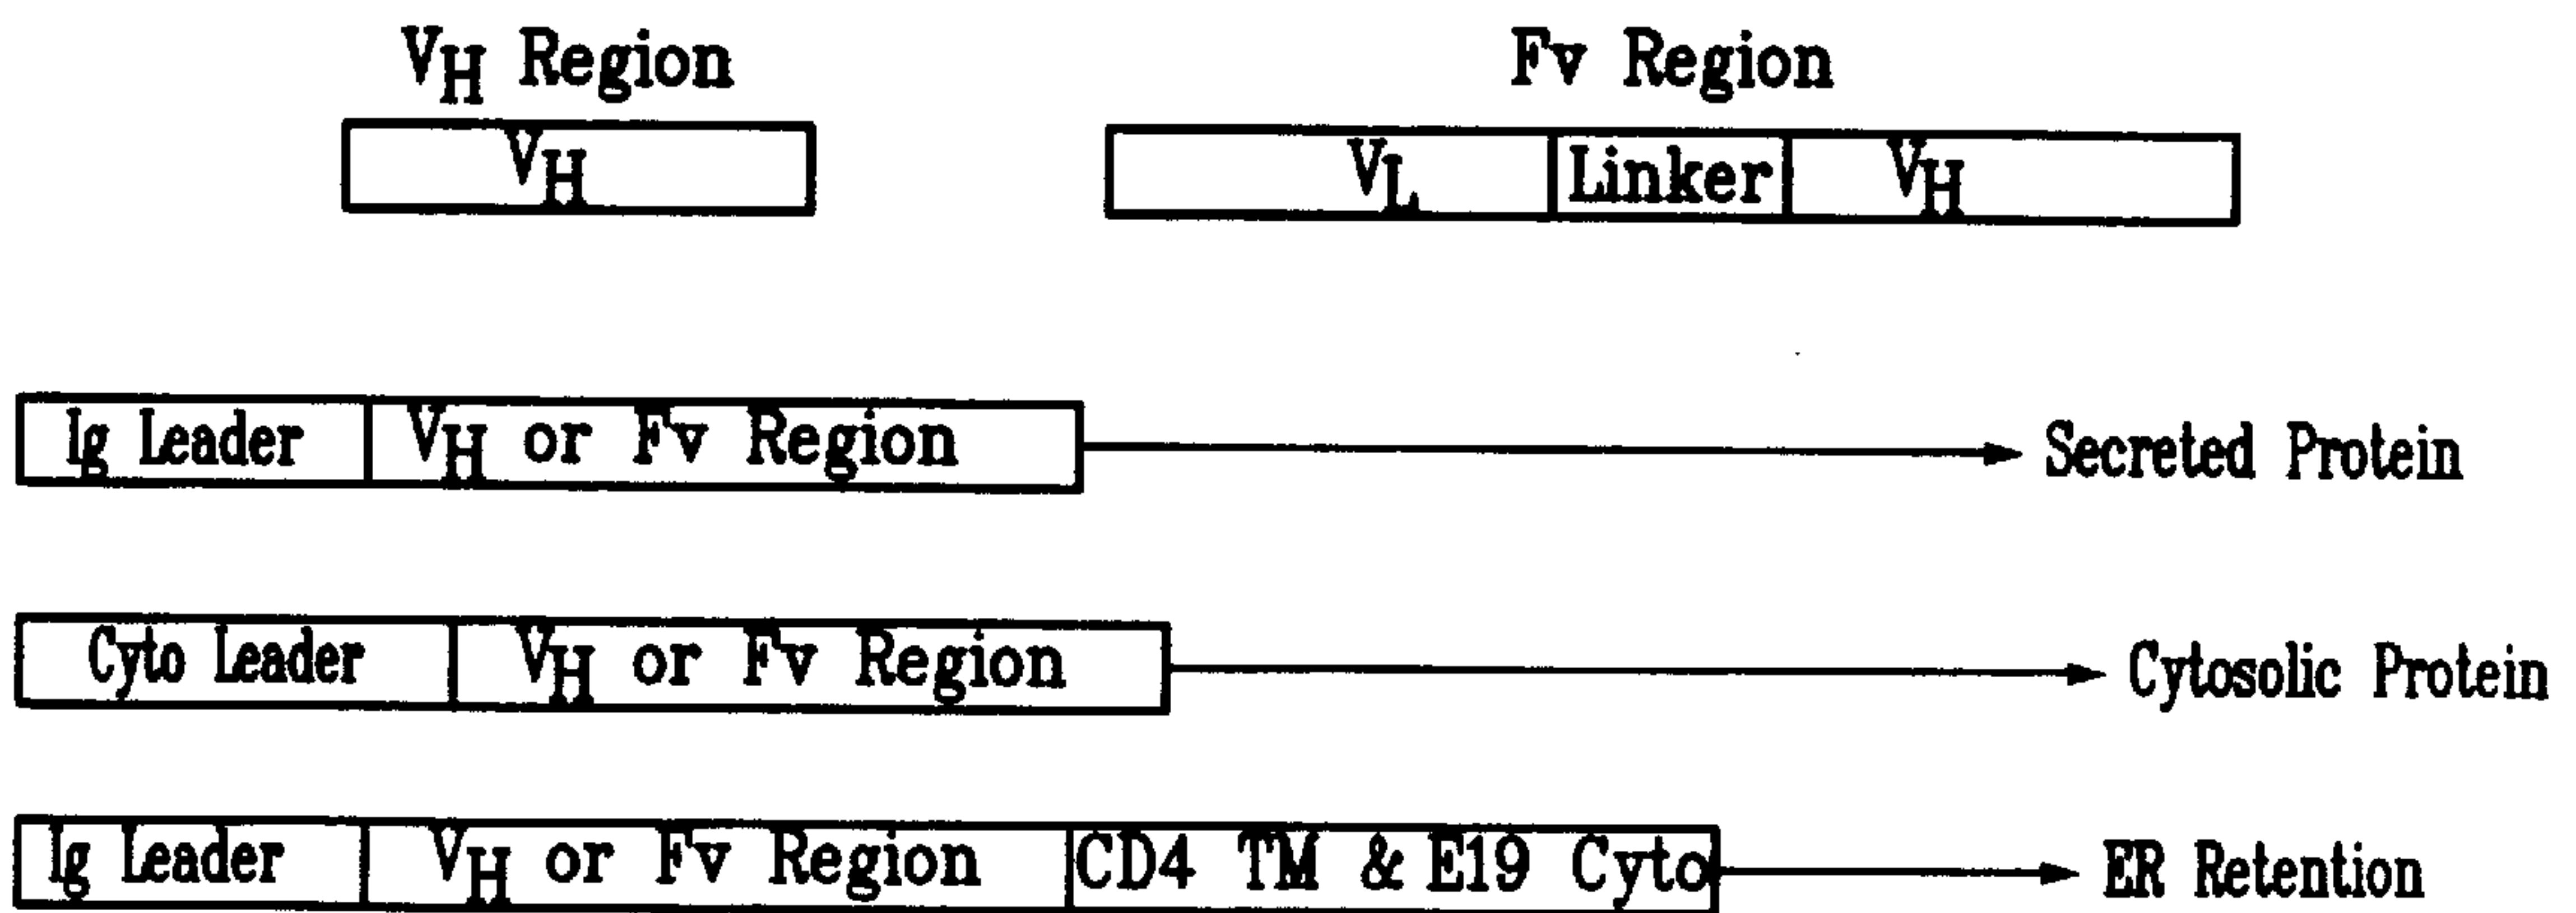 VH Region Fv Region
VH VL Linker VH
Ig Leader VH or Fv Region Secreted Protein
Cyto Leader VH or Fv Region Cytosolic Protein
Ig Leader VH or Fv Region CD4 TM & E19 Cyto ER Retention